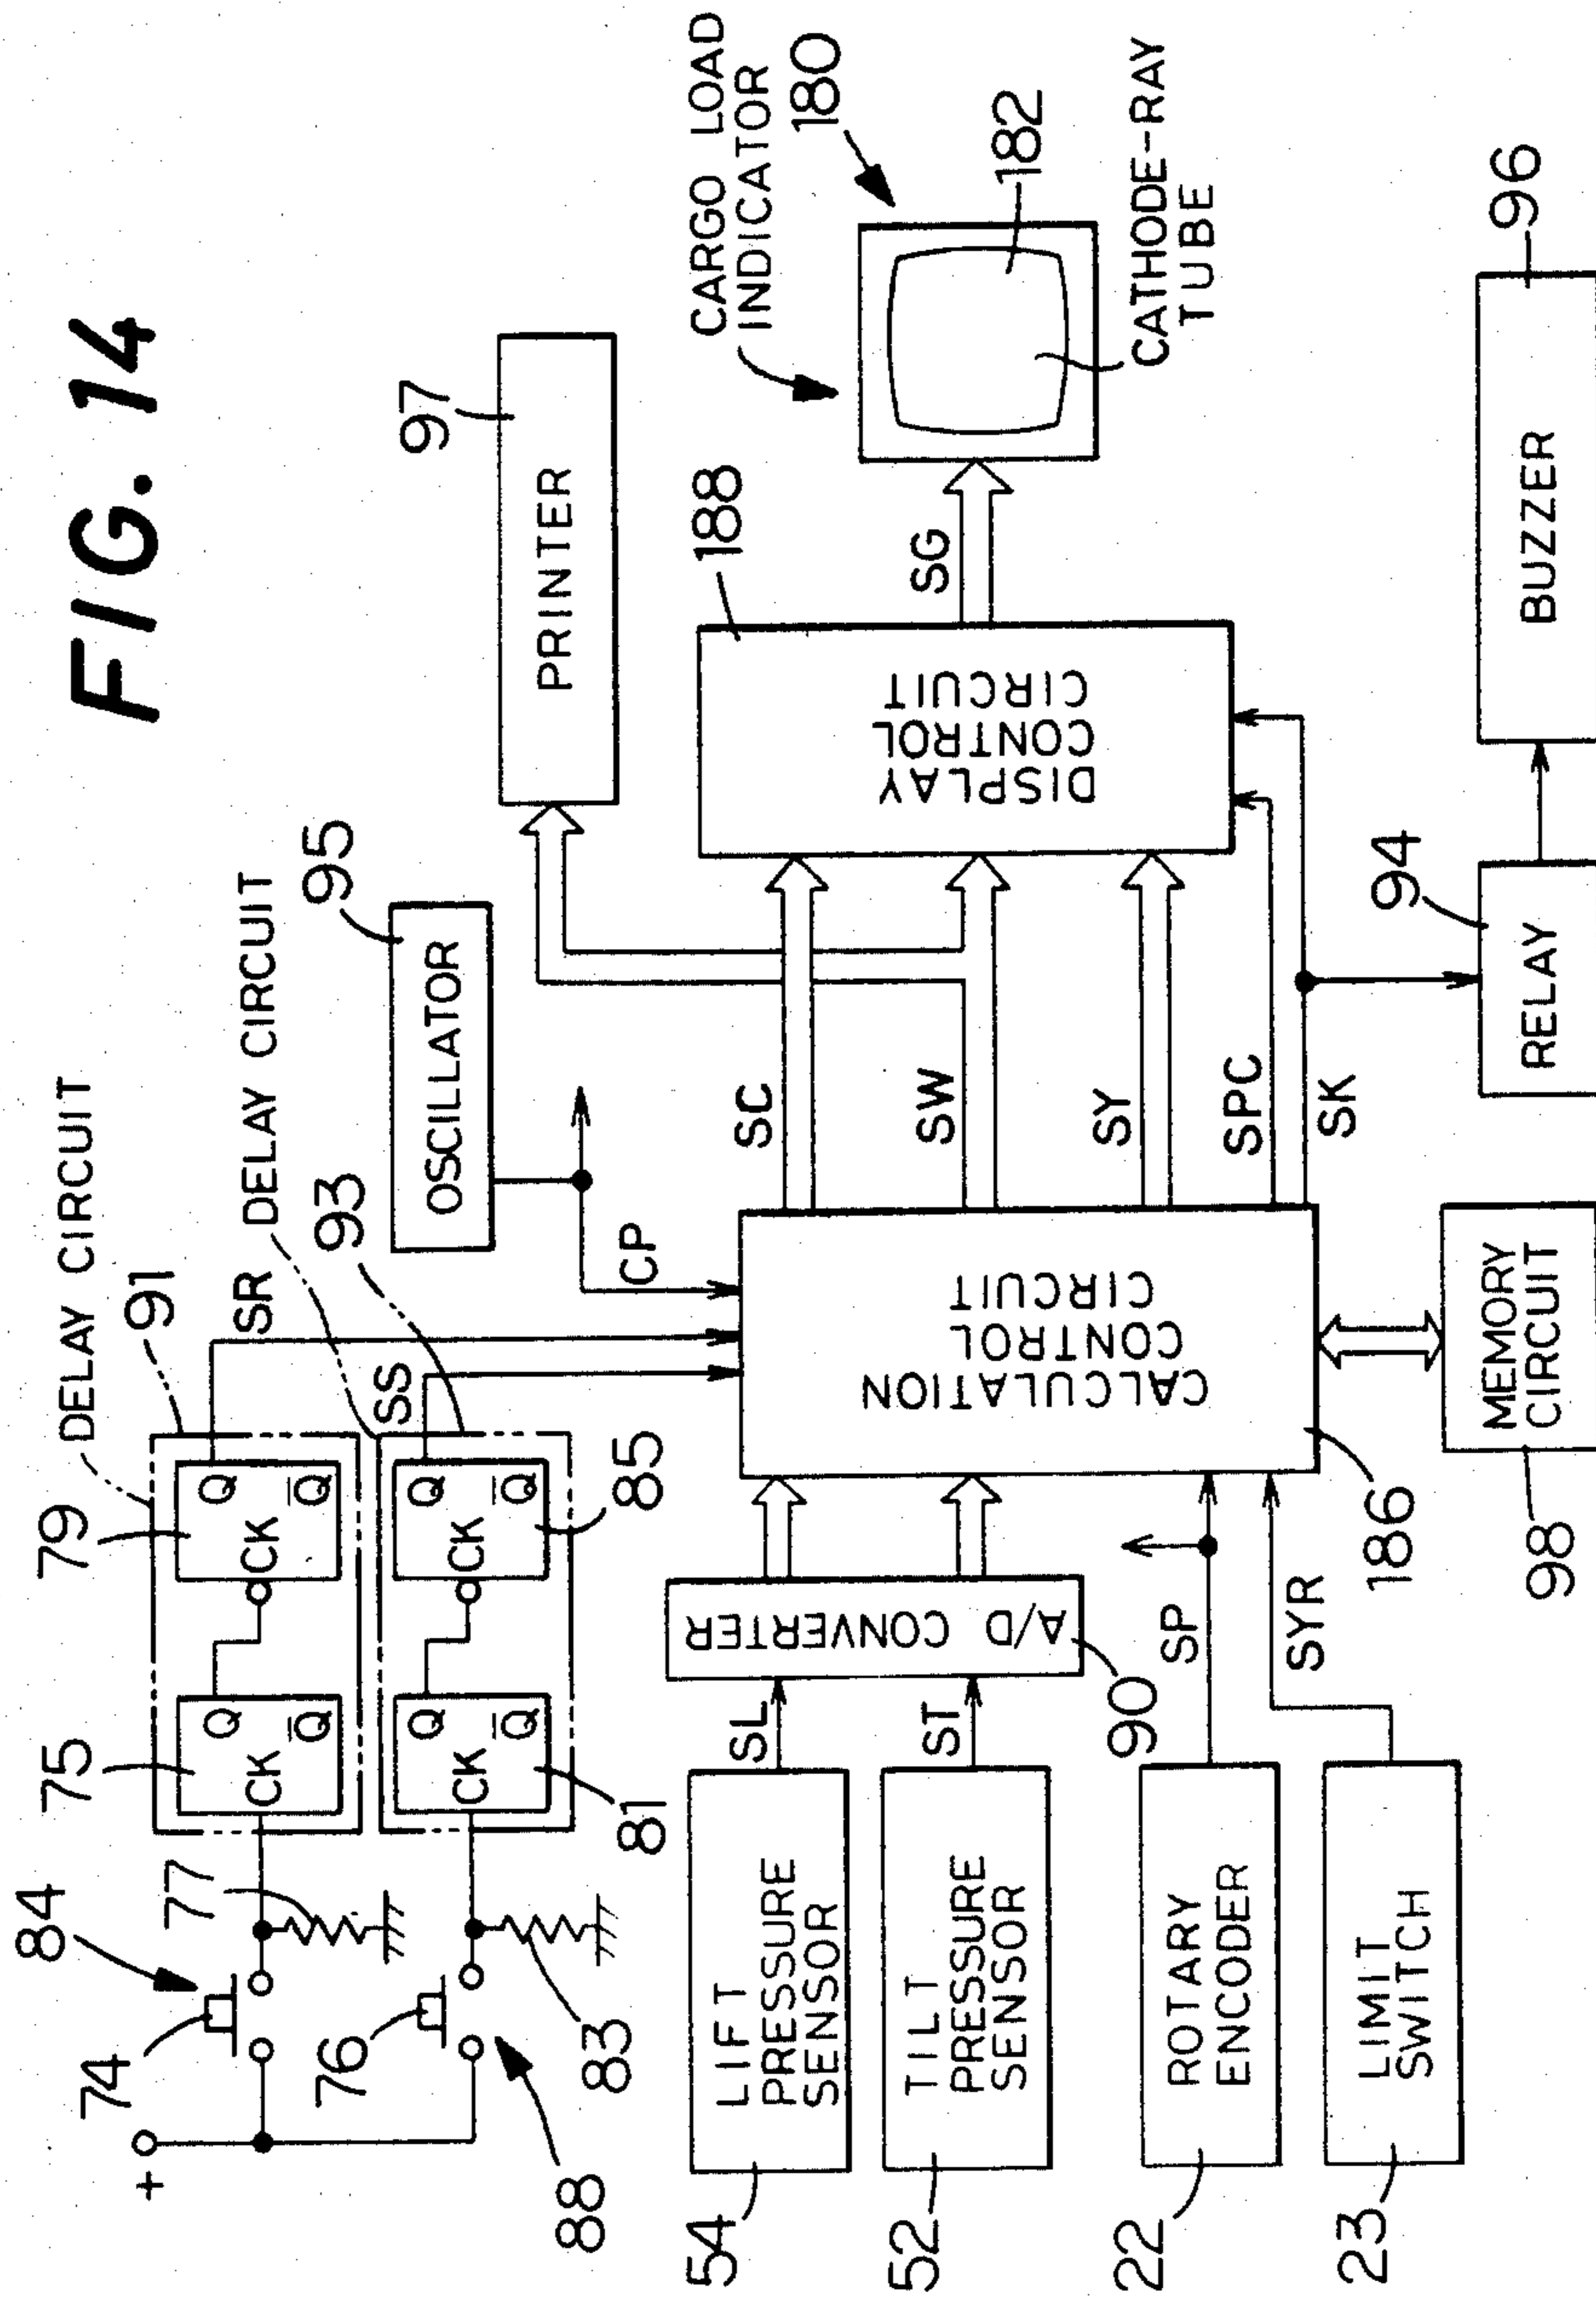 FIG. 14
DELAY CIRCUIT
91
79
75
84
74
+
77
SR
CK
Q
Q̅
CK
Q
Q̅
DELAY CIRCUIT
93
SS
76
88
83
81
85
CK
Q
Q̅
CK
Q
Q̅
95
OSCILLATOR
CP
97
PRINTER
54
LIFT
PRESSURE
SENSOR
SL
52
TILT
PRESSURE
SENSOR
ST
A/D CONVERTER
90
22
ROTARY
ENCODER
SP
23
LIMIT
SWITCH
SYR
CALCULATION
CONTROL
CIRCUIT
186
98
MEMORY
CIRCUIT
SC
SW
SY
SPC
SK
188
DISPLAY
CONTROL
CIRCUIT
SG
CARGO LOAD
INDICATOR
180
182
CATHODE-RAY
TUBE
94
RELAY
96
BUZZER